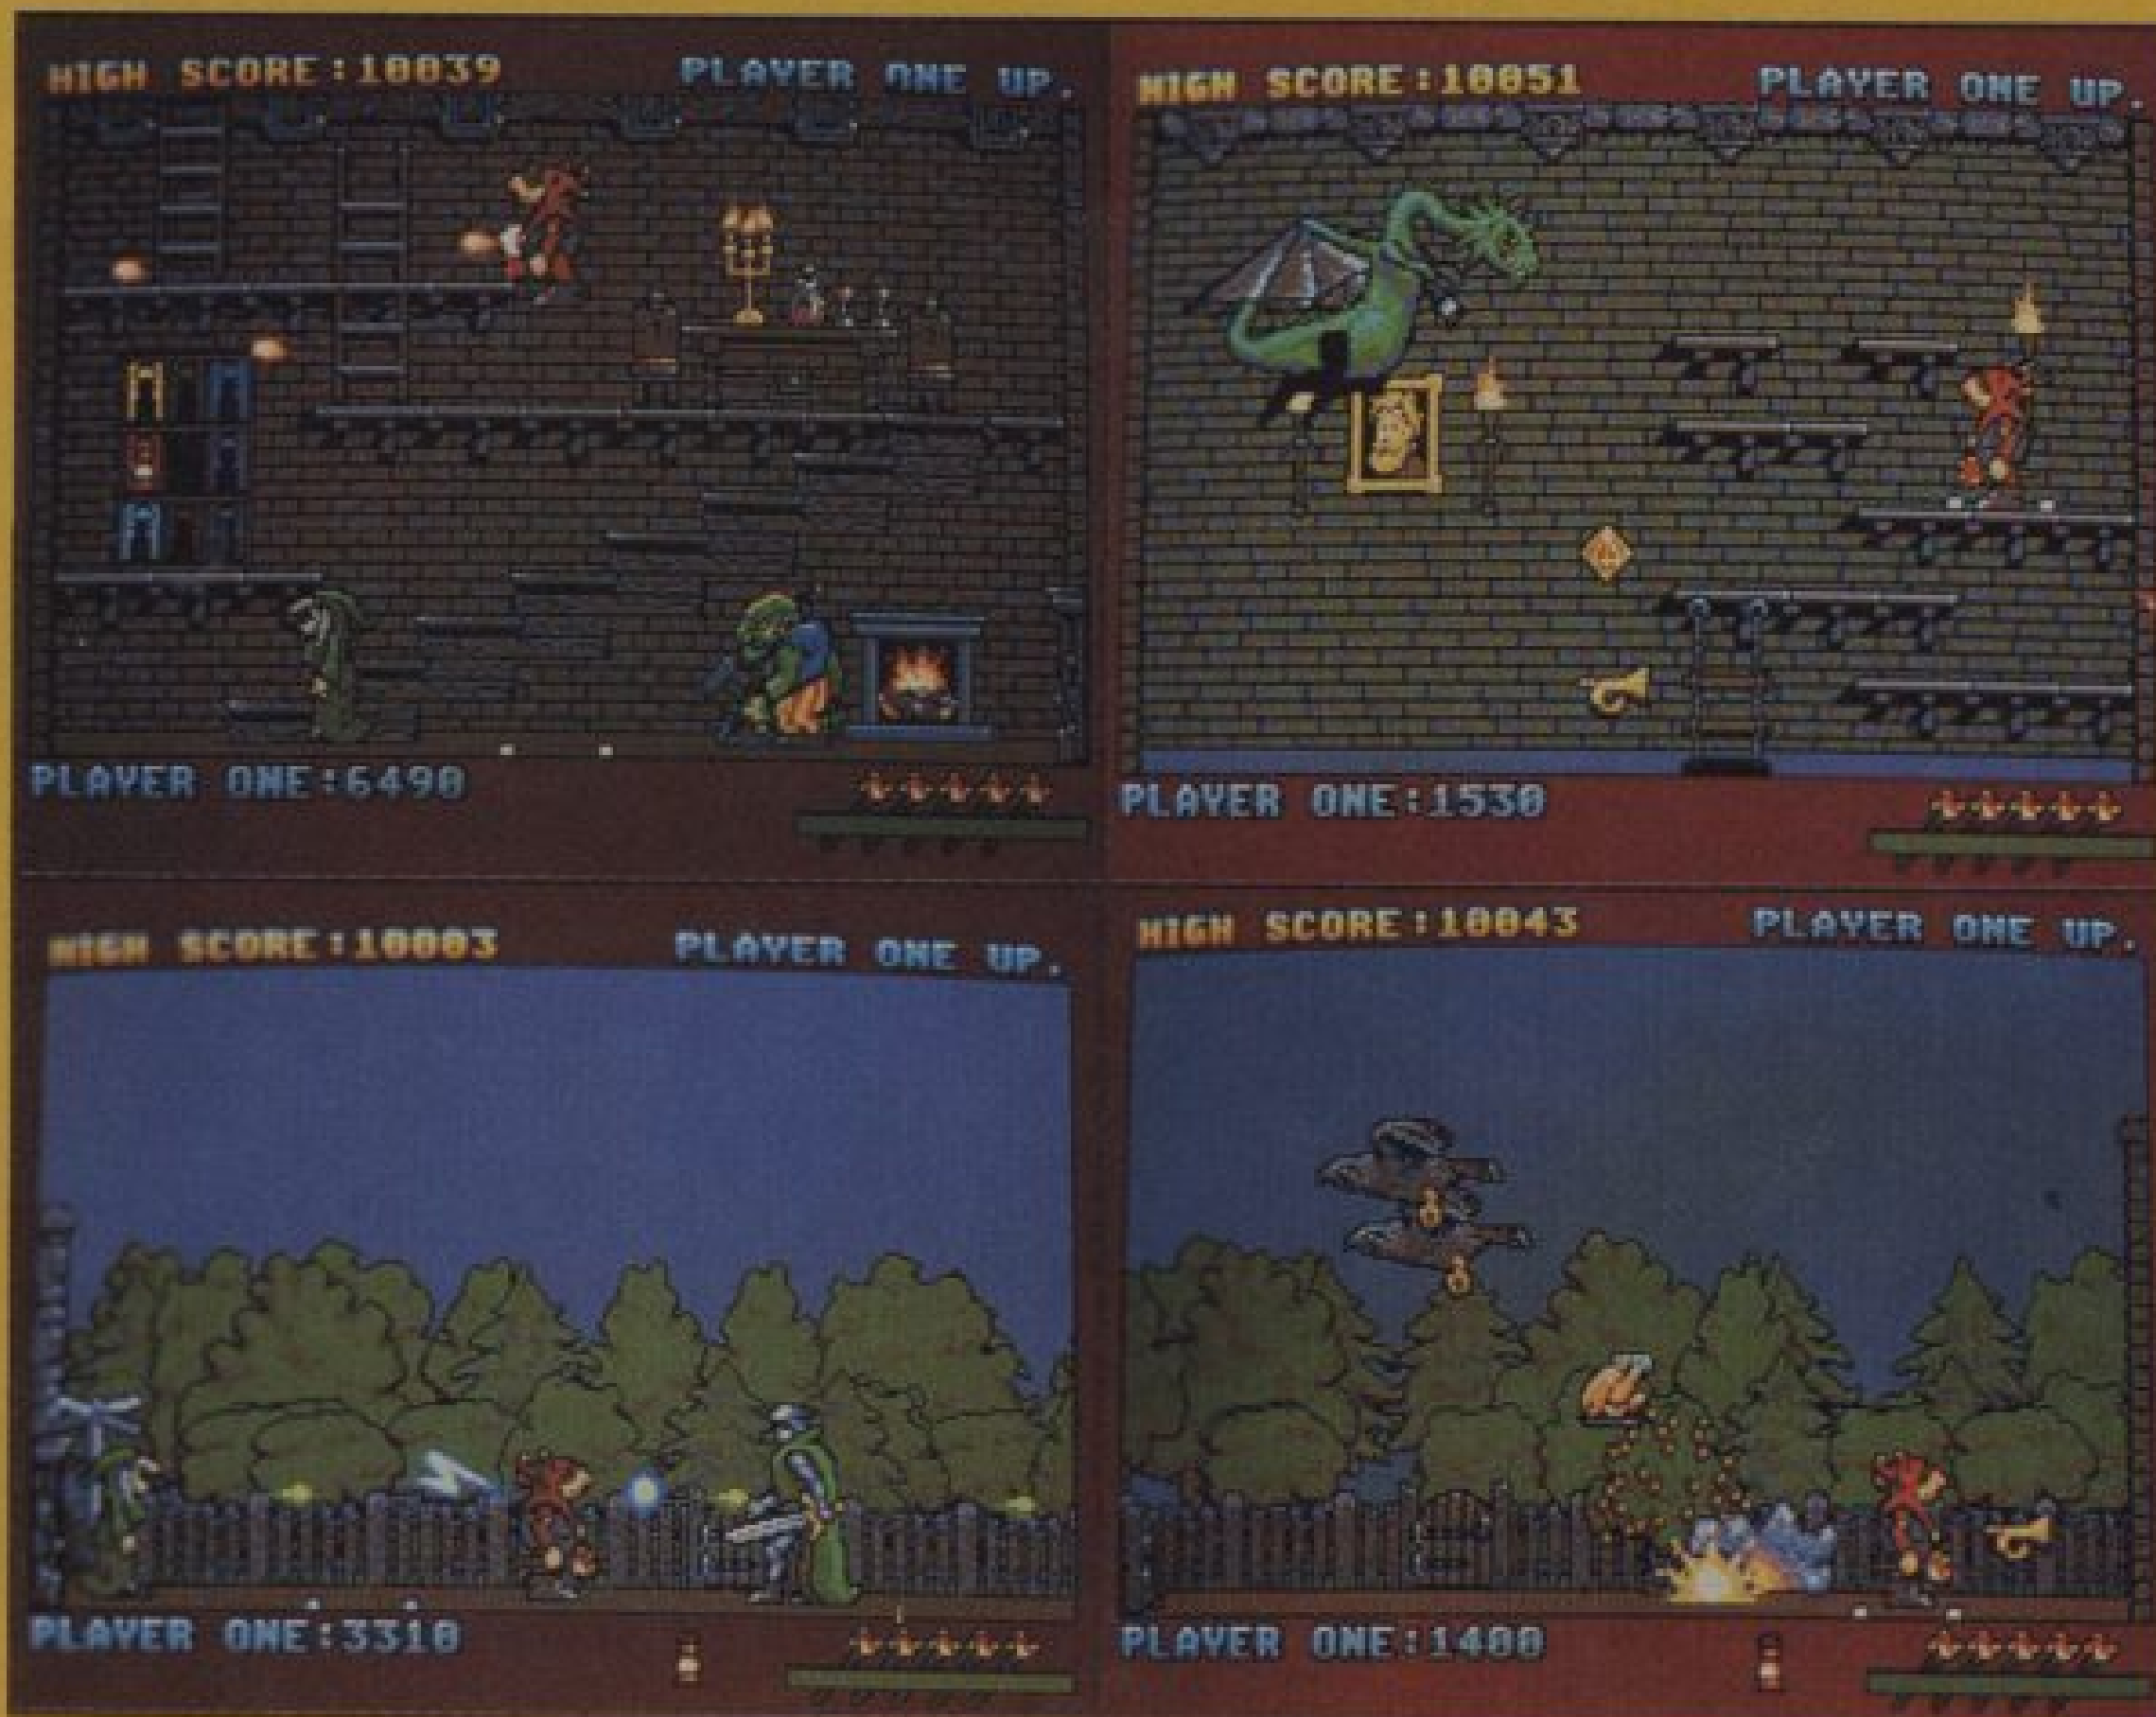 HIGH SCORE:10039
PLAYER ONE UP.
PLAYER ONE:6490
HIGH SCORE:10051
PLAYER ONE UP.
PLAYER ONE:1530
HIGH SCORE:10003
PLAYER ONE UP.
PLAYER ONE:3310
HIGH SCORE:10043
PLAYER ONE UP.
PLAYER ONE:1400